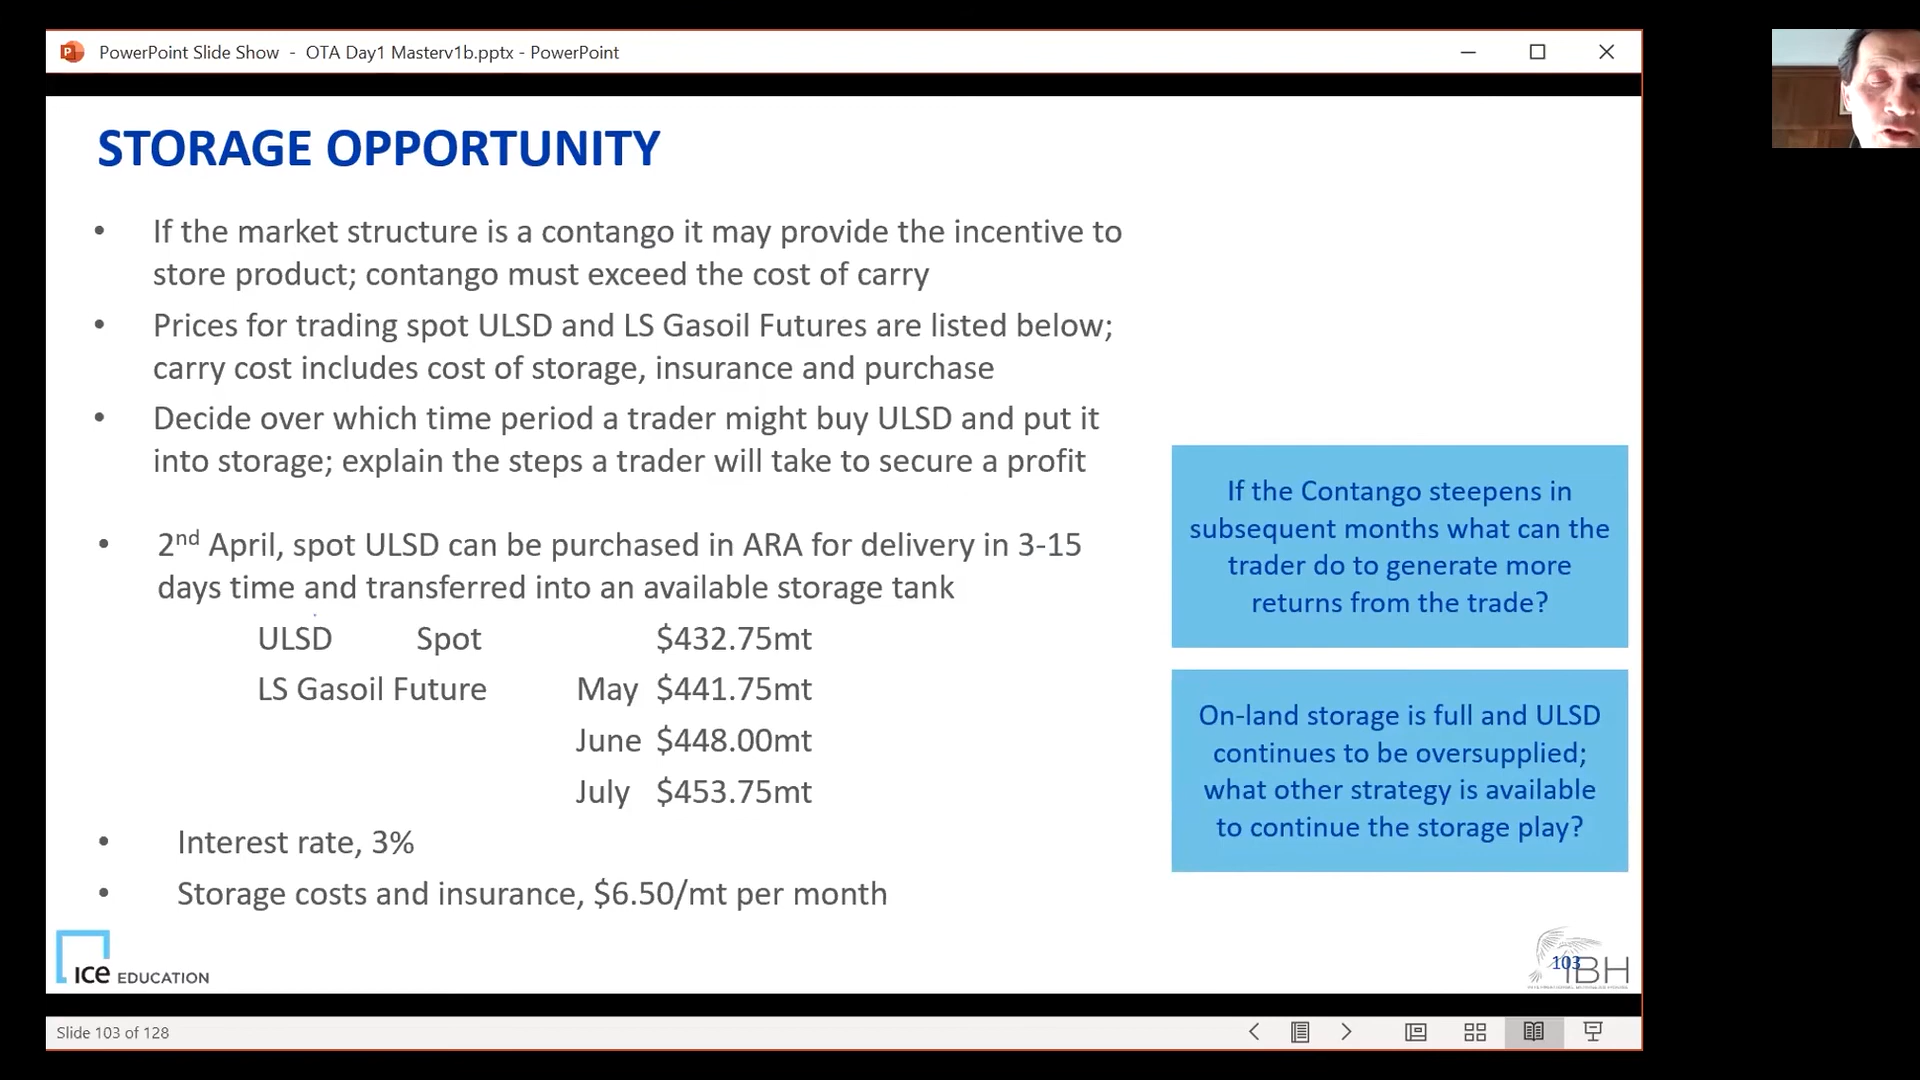 PowerPoint Slide Show - OTA Day1 Masterv1b.pptx - PowerPoint
STORAGE OPPORTUNITY
• If the market structure is a contango it may provide the incentive to
store product; contango must exceed the cost of carry
• Prices for trading spot ULSD and LS Gasoil Futures are listed below;
carry cost includes cost of storage, insurance and purchase
• Decide over which time period a trader might buy ULSD and put it
into storage; explain the steps a trader will take to secure a profit
• 2nd April, spot ULSD can be purchased in ARA for delivery in 3-15
days time and transferred into an available storage tank
ULSD Spot $432.75mt
LS Gasoil Future May $441.75mt
June $448.00mt
July $453.75mt
• Interest rate, 3%
• Storage costs and insurance, $6.50/mt per month
If the Contango steepens in
subsequent months what can the
trader do to generate more
returns from the trade?
On-land storage is full and ULSD
continues to be oversupplied;
what other strategy is available
to continue the storage play?
ice EDUCATION
103
IBH
Slide 103 of 128